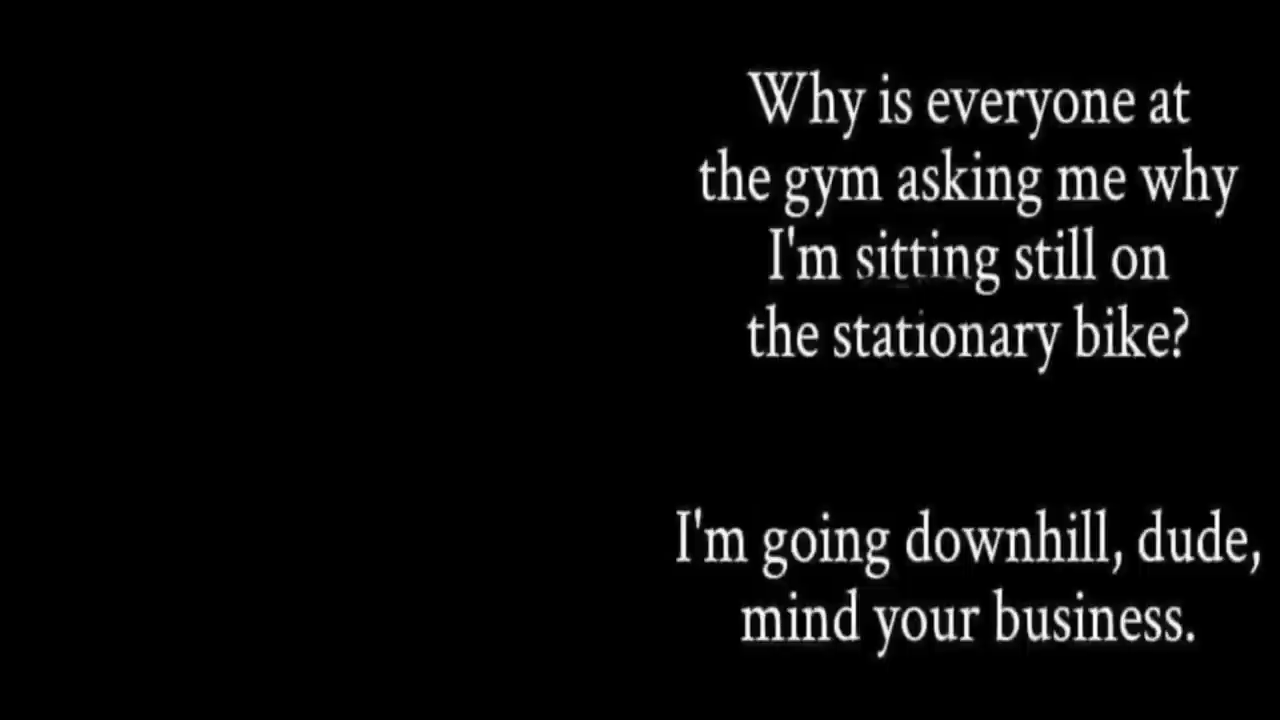 Why is everyone at
the gym asking me why
I'm sitting still on
the stationary bike?
I'm going downhill, dude,
mind your business.